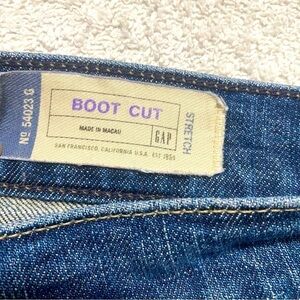 Nº 54023 G
BOOT CUT
MADE IN MACAU
GAP
SAN FRANCISCO, CALIFORNIA U.S.A. EST 1969
STRETCH